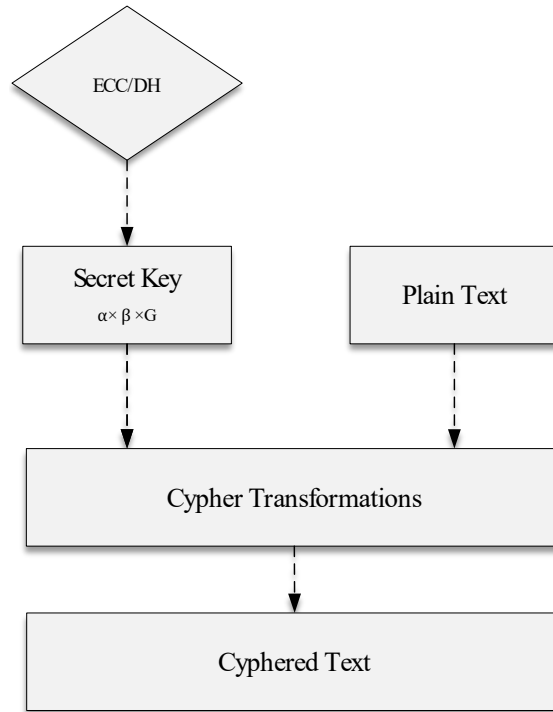 ECC/DH
Secret Key
α× β ×G
Plain Text
Cypher Transformations
Cyphered Text